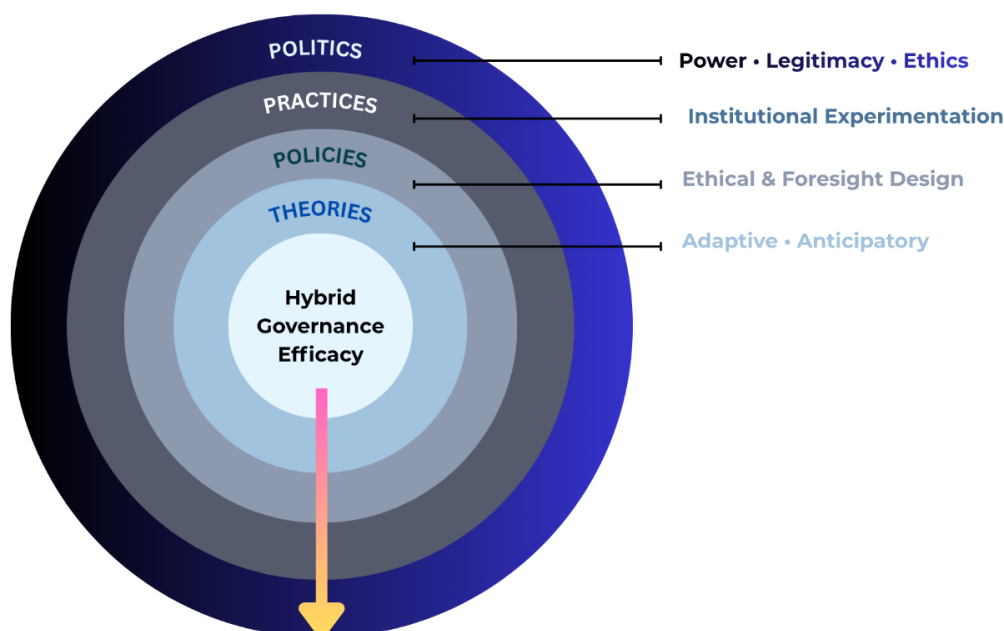 POLITICS
Power • Legitimacy • Ethics
PRACTICES
Institutional Experimentation
POLICIES
Ethical & Foresight Design
THEORIES
Adaptive • Anticipatory
Hybrid
Governance
Efficacy